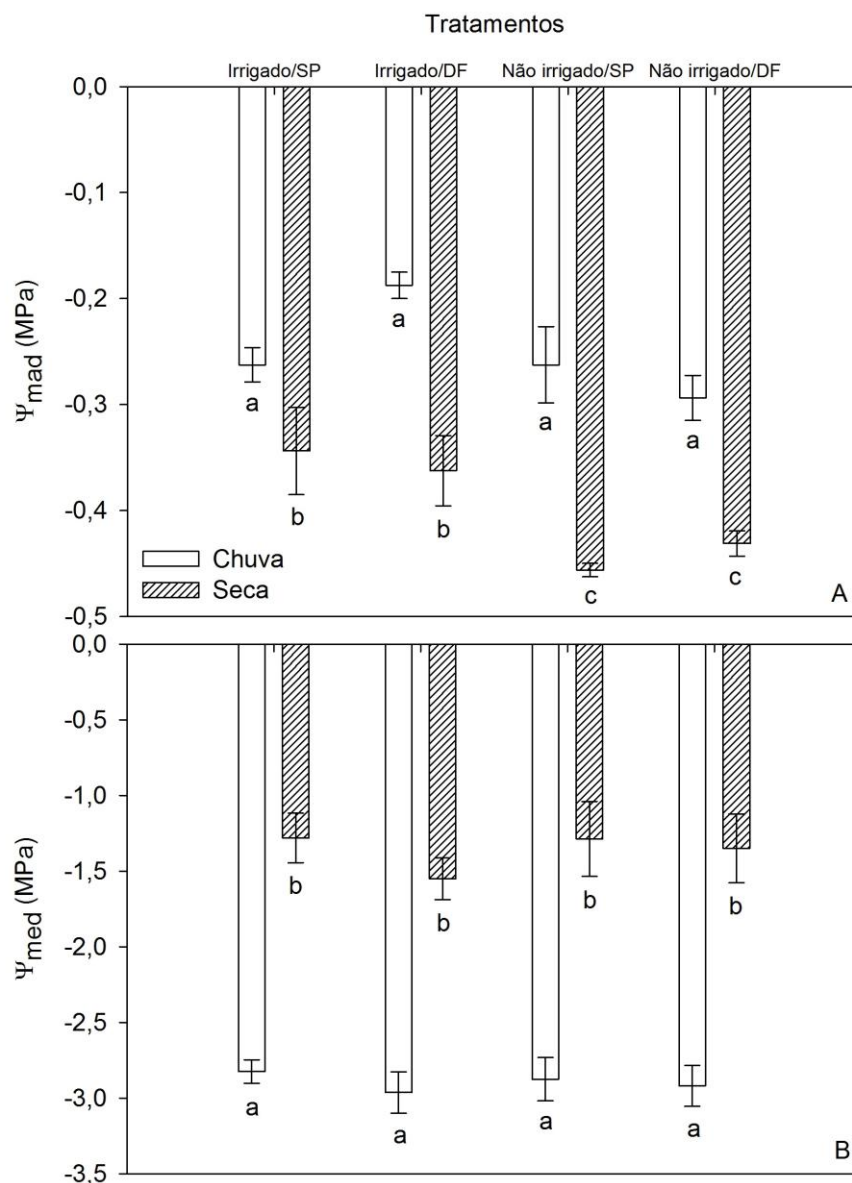 Tratamentos
Irrigado/SP Irrigado/DF Não irrigado/SP Não irrigado/DF
0,0
-0,1
-0,2
-0,3
-0,4
-0,5
Ψmad (MPa)
a b a b a c a c
Chuva
Seca
A
0,0
-0,5
-1,0
-1,5
-2,0
-2,5
-3,0
-3,5
Ψmed (MPa)
b b b b
a a a a
B